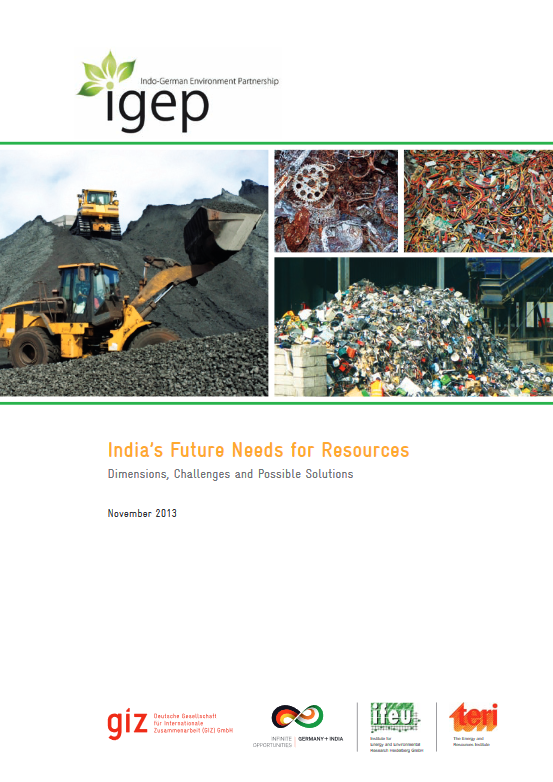 Indo-German Environment Partnership
igep
India's Future Needs for Resources
Dimensions, Challenges and Possible Solutions
November 2013
giz
Deutsche Gesellschaft
für Internationale
Zusammenarbeit (GIZ) GmbH
INFINITE
OPPORTUNITIES
GERMANY + INDIA
ifeu
Institute for
Energy and Environmental
Research Heidelberg GmbH
teri
The Energy and
Resources Institute